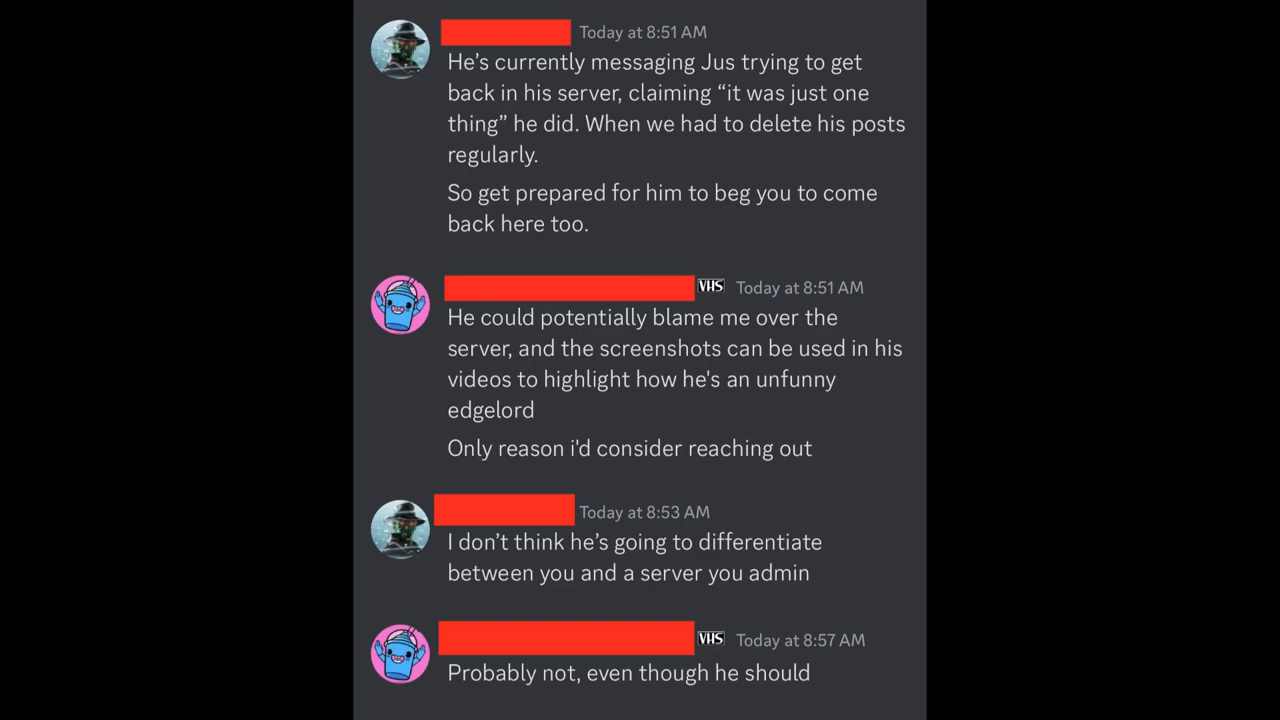 Today at 8:51 AM
He’s currently messaging Jus trying to get
back in his server, claiming “it was just one
thing” he did. When we had to delete his posts
regularly.
So get prepared for him to beg you to come
back here too.
VHS Today at 8:51 AM
He could potentially blame me over the
server, and the screenshots can be used in his
videos to highlight how he's an unfunny
edgelord
Only reason i'd consider reaching out
Today at 8:53 AM
I don’t think he’s going to differentiate
between you and a server you admin
VHS Today at 8:57 AM
Probably not, even though he should